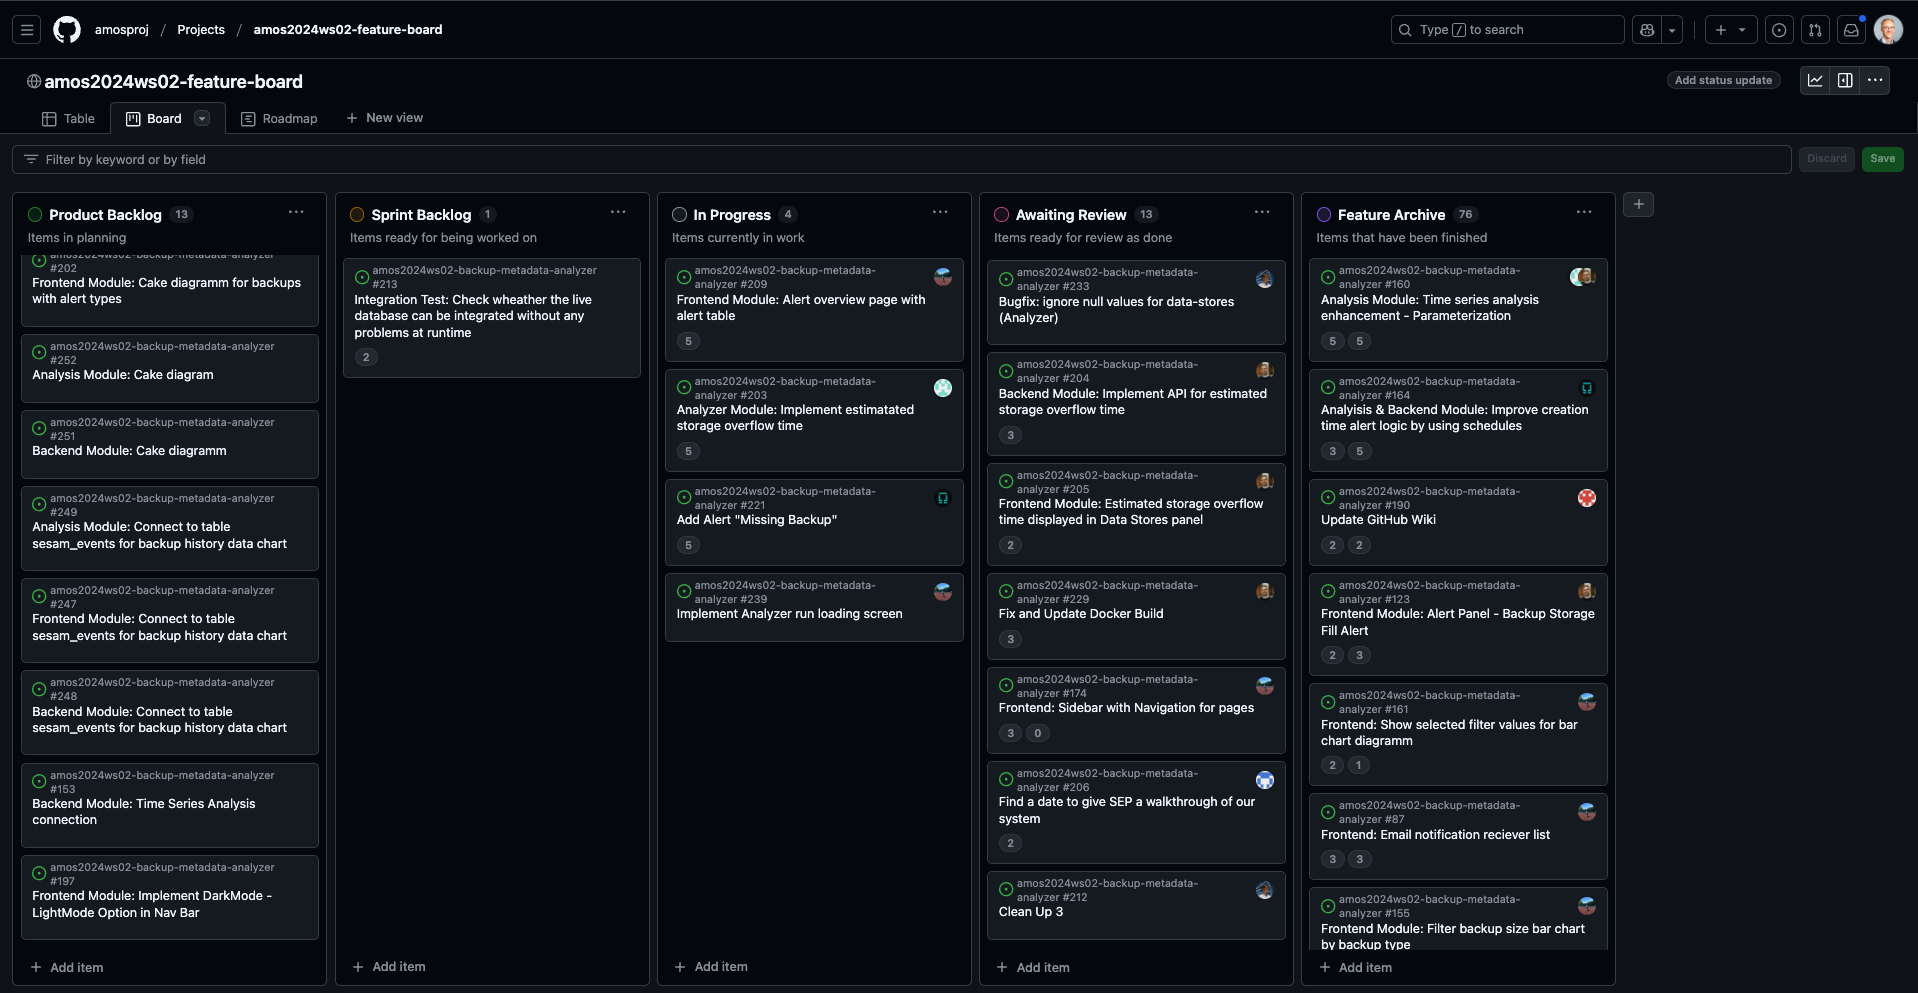 amosproj / Projects / amos2024ws02-feature-board
Type / to search
amos2024ws02-feature-board
Add status update
Table
Board
Roadmap
New view
Filter by keyword or by field
Discard
Save
Product Backlog 13
Items in planning
amos2024ws02-backup-metadata-analyzer
#202
Frontend Module: Cake diagramm for backups
with alert types
amos2024ws02-backup-metadata-analyzer
#252
Analysis Module: Cake diagram
amos2024ws02-backup-metadata-analyzer
#251
Backend Module: Cake diagramm
amos2024ws02-backup-metadata-analyzer
#249
Analysis Module: Connect to table
sesam_events for backup history data chart
amos2024ws02-backup-metadata-analyzer
#247
Frontend Module: Connect to table
sesam_events for backup history data chart
amos2024ws02-backup-metadata-analyzer
#248
Backend Module: Connect to table
sesam_events for backup history data chart
amos2024ws02-backup-metadata-analyzer
#153
Backend Module: Time Series Analysis
connection
amos2024ws02-backup-metadata-analyzer
#197
Frontend Module: Implement DarkMode -
LightMode Option in Nav Bar
Add item
Sprint Backlog 1
Items ready for being worked on
amos2024ws02-backup-metadata-analyzer
#213
Integration Test: Check wheather the live
database can be integrated without any
problems at runtime
2
Add item
In Progress 4
Items currently in work
amos2024ws02-backup-metadata-
analyzer #209
Frontend Module: Alert overview page with
alert table
5
amos2024ws02-backup-metadata-
analyzer #203
Analyzer Module: Implement estimatated
storage overflow time
5
amos2024ws02-backup-metadata-
analyzer #221
Add Alert "Missing Backup"
5
amos2024ws02-backup-metadata-
analyzer #239
Implement Analyzer run loading screen
Add item
Awaiting Review 13
Items ready for review as done
amos2024ws02-backup-metadata-
analyzer #233
Bugfix: ignore null values for data-stores
(Analyzer)
amos2024ws02-backup-metadata-
analyzer #204
Backend Module: Implement API for estimated
storage overflow time
3
amos2024ws02-backup-metadata-
analyzer #205
Frontend Module: Estimated storage overflow
time displayed in Data Stores panel
2
amos2024ws02-backup-metadata-
analyzer #229
Fix and Update Docker Build
3
amos2024ws02-backup-metadata-
analyzer #174
Frontend: Sidebar with Navigation for pages
3 0
amos2024ws02-backup-metadata-
analyzer #206
Find a date to give SEP a walkthrough of our
system
2
amos2024ws02-backup-metadata-
analyzer #212
Clean Up 3
Add item
Feature Archive 76
Items that have been finished
amos2024ws02-backup-metadata-
analyzer #160
Analysis Module: Time series analysis
enhancement - Parameterization
5 5
amos2024ws02-backup-metadata-
analyzer #164
Analyisis & Backend Module: Improve creation
time alert logic by using schedules
3 5
amos2024ws02-backup-metadata-
analyzer #190
Update GitHub Wiki
2 2
amos2024ws02-backup-metadata-
analyzer #123
Frontend Module: Alert Panel - Backup Storage
Fill Alert
2 3
amos2024ws02-backup-metadata-
analyzer #161
Frontend: Show selected filter values for bar
chart diagramm
2 1
amos2024ws02-backup-metadata-
analyzer #87
Frontend: Email notification reciever list
3 3
amos2024ws02-backup-metadata-
analyzer #155
Frontend Module: Filter backup size bar chart
by backup type
Add item